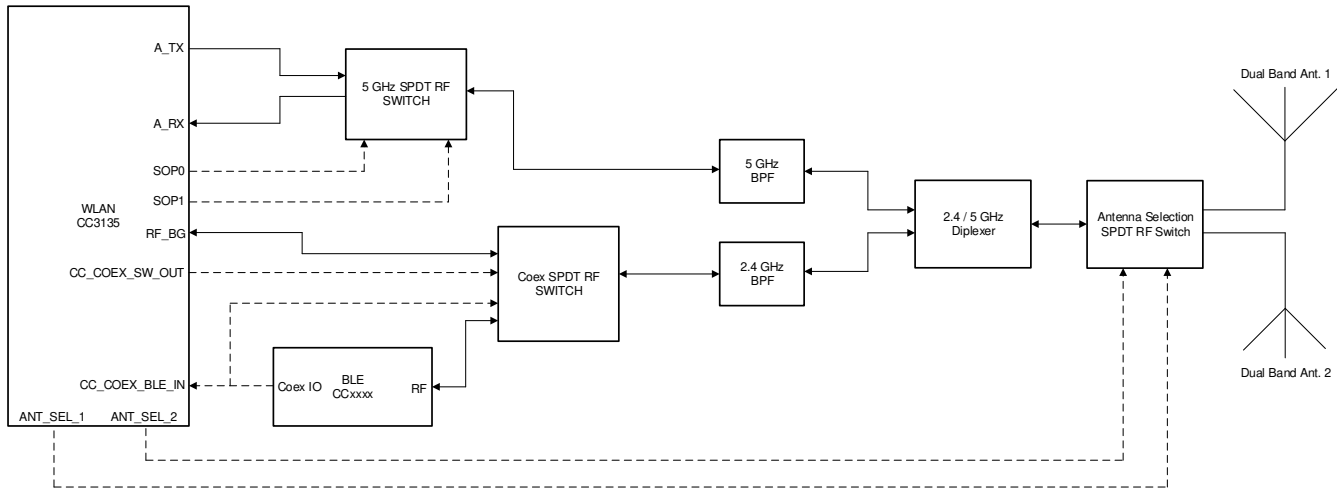 A_TX
A_RX
SOP0
SOP1
WLAN
CC3135
RF_BG
CC_COEX_SW_OUT
CC_COEX_BLE_IN
ANT_SEL_1
ANT_SEL_2
5 GHz SPDT RF
SWITCH
Coex SPDT RF
SWITCH
Coex IO
BLE
CCxxxx
RF
5 GHz
BPF
2.4 GHz
BPF
2.4 / 5 GHz
Diplexer
Antenna Selection
SPDT RF Switch
Dual Band Ant. 1
Dual Band Ant. 2